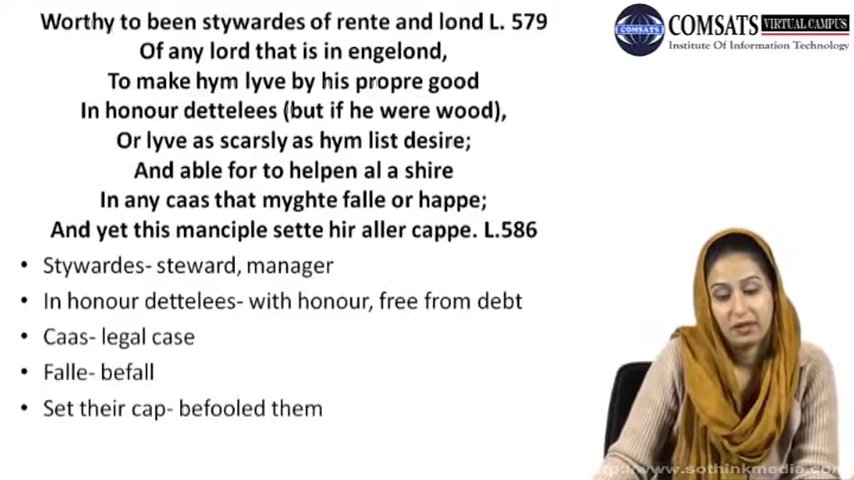 Worthy to been stywardes of rente and lond L. 579
Of any lord that is in engelond,
To make hym lyve by his propre good
In honour dettelees (but if he were wood),
Or lyve as scarsly as hym list desire;
And able for to helpen al a shire
In any caas that myghte falle or happe;
And yet this manciple sette hir aller cappe. L.586
• Stywardes- steward, manager
• In honour dettelees- with honour, free from debt
• Caas- legal case
• Falle- befall
• Set their cap- befooled them
COMSATS
COMSATS VIRTUAL CAMPUS
Institute Of Information Technology
http://www.sothinkmedia.com